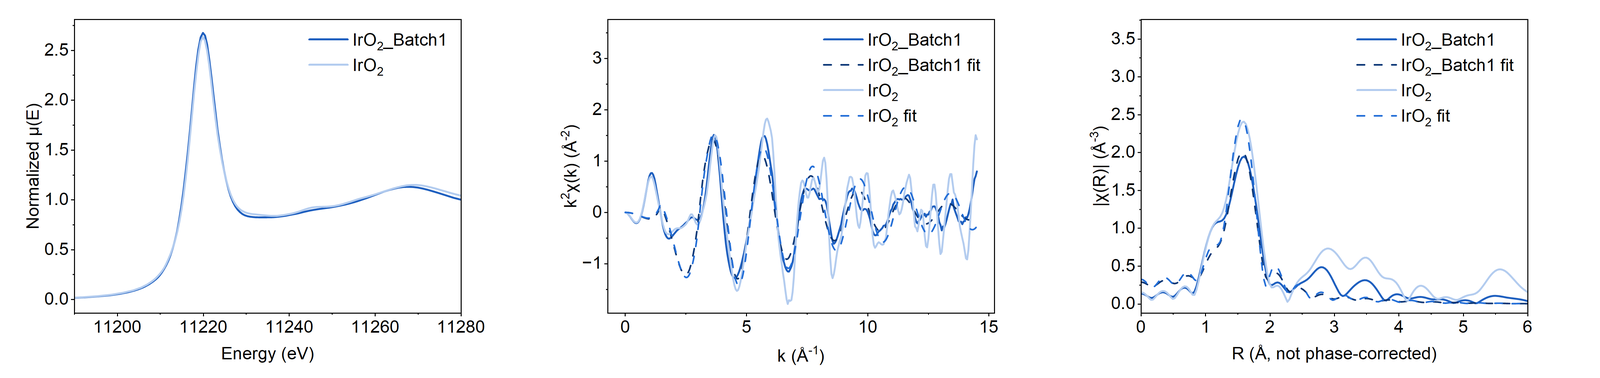 Normalized μ(E)
2.5
2.0
1.5
1.0
0.5
0.0
11200 11220 11240 11260 11280
Energy (eV)
IrO₂_Batch1
IrO₂
k²χ(k) (Å⁻²)
3
2
1
0
−1
0 5 10 15
k (Å⁻¹)
IrO₂_Batch1
IrO₂_Batch1 fit
IrO₂
IrO₂ fit
|χ(R)| (Å⁻³)
3.5
3.0
2.5
2.0
1.5
1.0
0.5
0.0
0 1 2 3 4 5 6
R (Å, not phase-corrected)
IrO₂_Batch1
IrO₂_Batch1 fit
IrO₂
IrO₂ fit